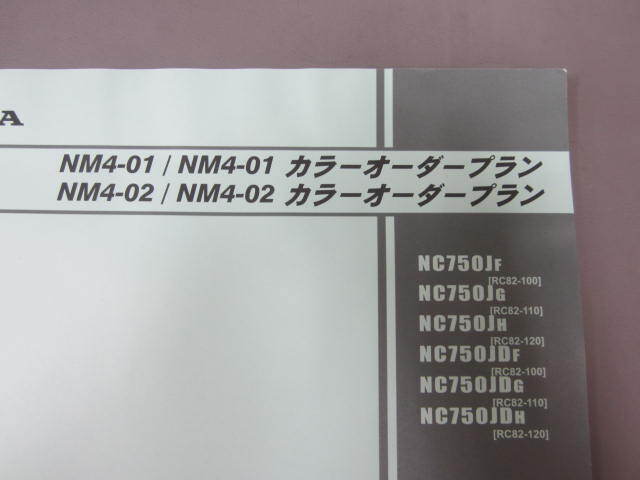 A
NM4-01 / NM4-01 カラーオーダープラン
NM4-02 / NM4-02 カラーオーダープラン
NC750JF
[RC82-100]
NC750JG
[RC82-110]
NC750JH
[RC82-120]
NC750JDF
[RC82-100]
NC750JDG
[RC82-110]
NC750JDH
[RC82-120]